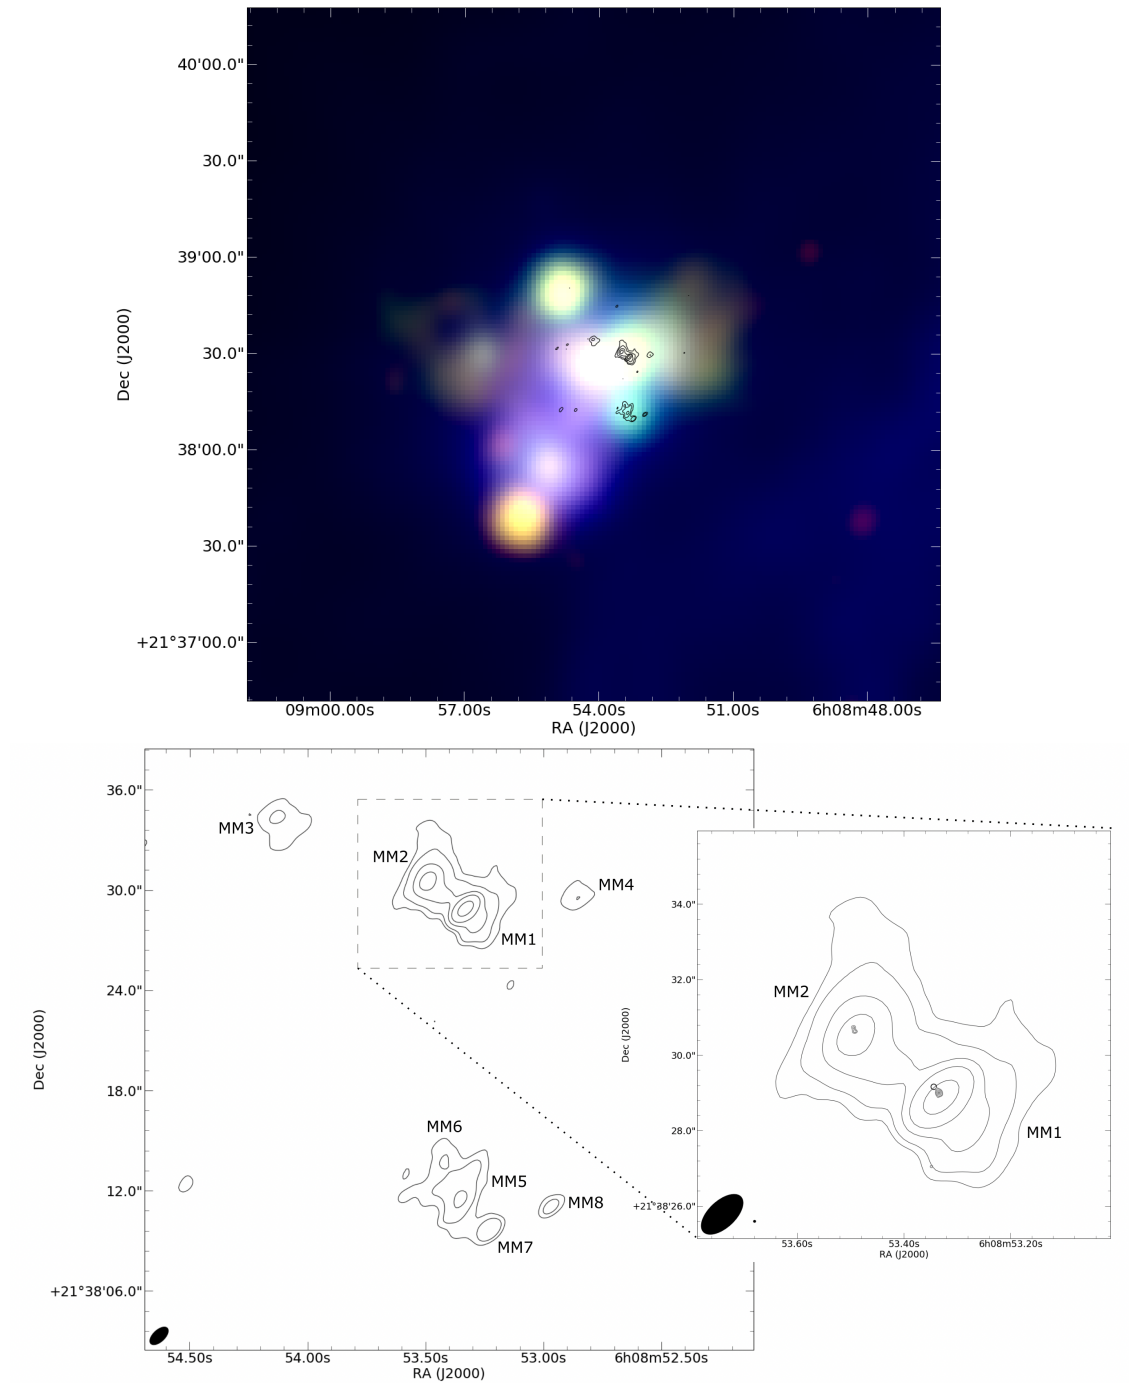 40'00.0"
30.0"
39'00.0"
30.0"
38'00.0"
30.0"
+21°37'00.0"
Dec (J2000)
09m00.00s 57.00s 54.00s 51.00s 6h08m48.00s
RA (J2000)
36.0"
30.0"
24.0"
18.0"
12.0"
+21°38'06.0"
Dec (J2000)
MM3
MM2
MM4
MM1
MM6
MM5
MM8
MM7
54.50s 54.00s 53.50s 53.00s 6h08m52.50s
RA (J2000)
34.0"
32.0"
30.0"
28.0"
+21°38'26.0"
Dec (J2000)
MM2
MM1
53.60s 53.40s 6h08m53.20s
RA (J2000)